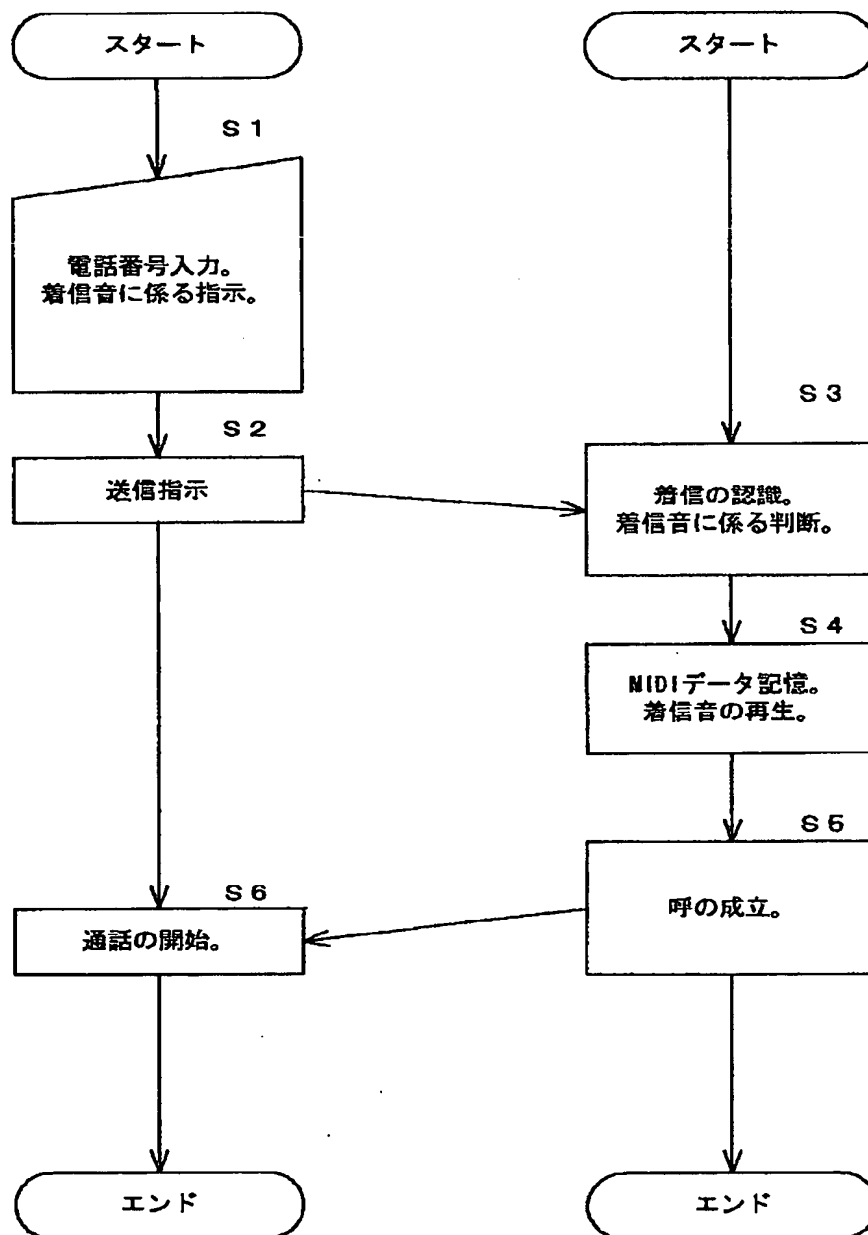 スタート
スタート
S1
電話番号入力。
着信音に係る指示。
S2
送信指示
S3
着信の認識。
着信音に係る判断。
S4
MIDIデータ記憶。
着信音の再生。
S5
呼の成立。
S6
通話の開始。
エンド
エンド